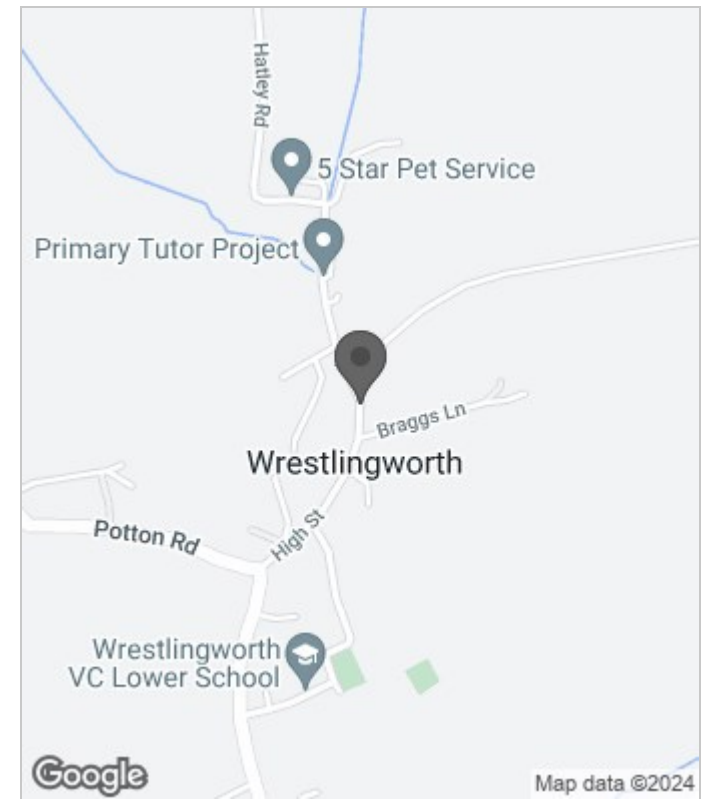 Hatley Rd
5 Star Pet Service
Primary Tutor Project
Braggs Ln
Wrestlingworth
High St
Potton Rd
Wrestlingworth
VC Lower School
Google
Map data ©2024